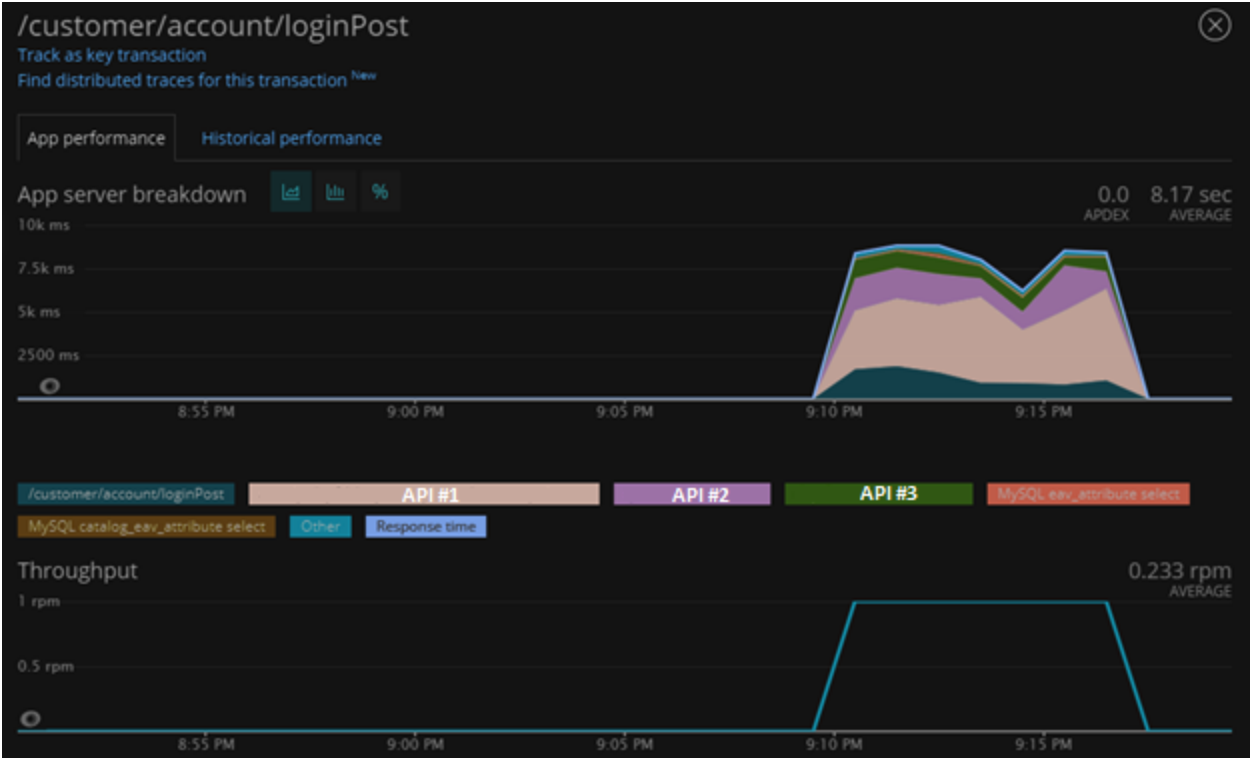 /customer/account/loginPost
Track as key transaction
Find distributed traces for this transaction New
App performance Historical performance
App server breakdown % 0.0 8.17 sec
APDEX AVERAGE
10k ms
7.5k ms
5k ms
2500 ms
8:55 PM 9:00 PM 9:05 PM 9:10 PM 9:15 PM
/customer/account/loginPost API #1 API #2 API #3 MySQL eav_attribute select
MySQL catalog_eav_attribute select Other Response time
Throughput 0.233 rpm
AVERAGE
1 rpm
0.5 rpm
8:55 PM 9:00 PM 9:05 PM 9:10 PM 9:15 PM